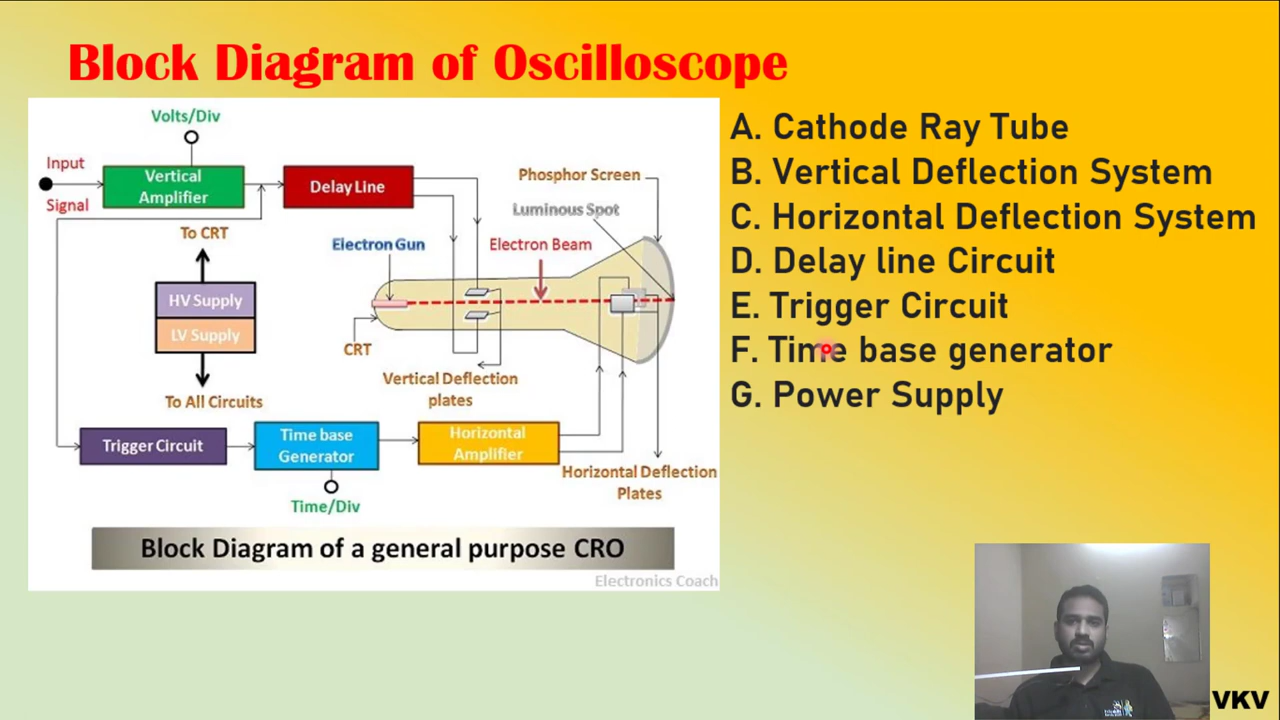 Block Diagram of Oscilloscope
Volts/Div
Input
Signal
Vertical
Amplifier
Delay Line
Phosphor Screen
Luminous Spot
To CRT
Electron Gun
Electron Beam
HV Supply
LV Supply
CRT
Vertical Deflection
plates
To All Circuits
Trigger Circuit
Time base
Generator
Horizontal
Amplifier
Horizontal Deflection
Plates
Time/Div
Block Diagram of a general purpose CRO
Electronics Coach
A. Cathode Ray Tube
B. Vertical Deflection System
C. Horizontal Deflection System
D. Delay line Circuit
E. Trigger Circuit
F. Time base generator
G. Power Supply
VKV